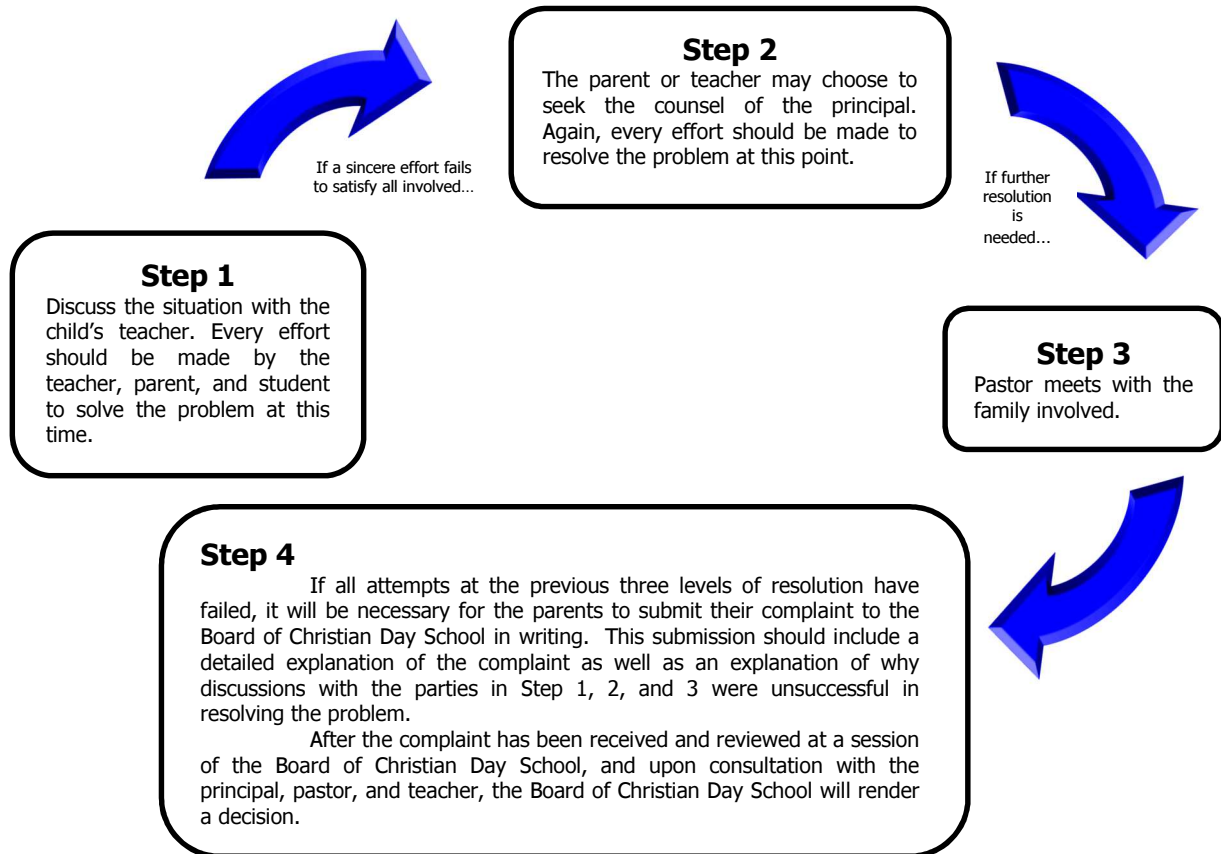 Step 1
Discuss the situation with the
child’s teacher. Every effort
should be made by the
teacher, parent, and student
to solve the problem at this
time.
If a sincere effort fails
to satisfy all involved…
Step 2
The parent or teacher may choose to
seek the counsel of the principal.
Again, every effort should be made to
resolve the problem at this point.
If further
resolution
is
needed…
Step 3
Pastor meets with the
family involved.
Step 4
If all attempts at the previous three levels of resolution have
failed, it will be necessary for the parents to submit their complaint to the
Board of Christian Day School in writing.  This submission should include a
detailed explanation of the complaint as well as an explanation of why
discussions with the parties in Step 1, 2, and 3 were unsuccessful in
resolving the problem.
After the complaint has been received and reviewed at a session
of the Board of Christian Day School, and upon consultation with the
principal, pastor, and teacher, the Board of Christian Day School will render
a decision.